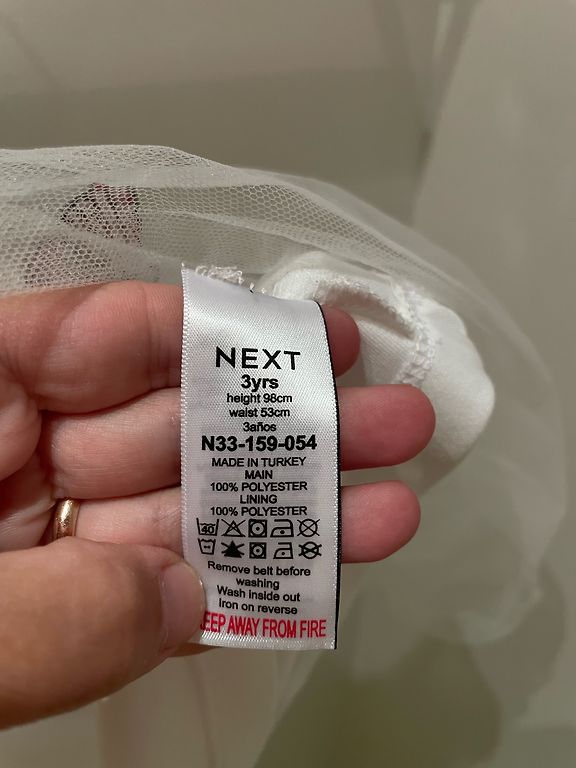 NEXT
3yrs
height 98cm
waist 53cm
3años
N33-159-054
MADE IN TURKEY
MAIN
100% POLYESTER
LINING
100% POLYESTER
40
Remove belt before
washing
Wash inside out
Iron on reverse
EEP AWAY FROM FIRE